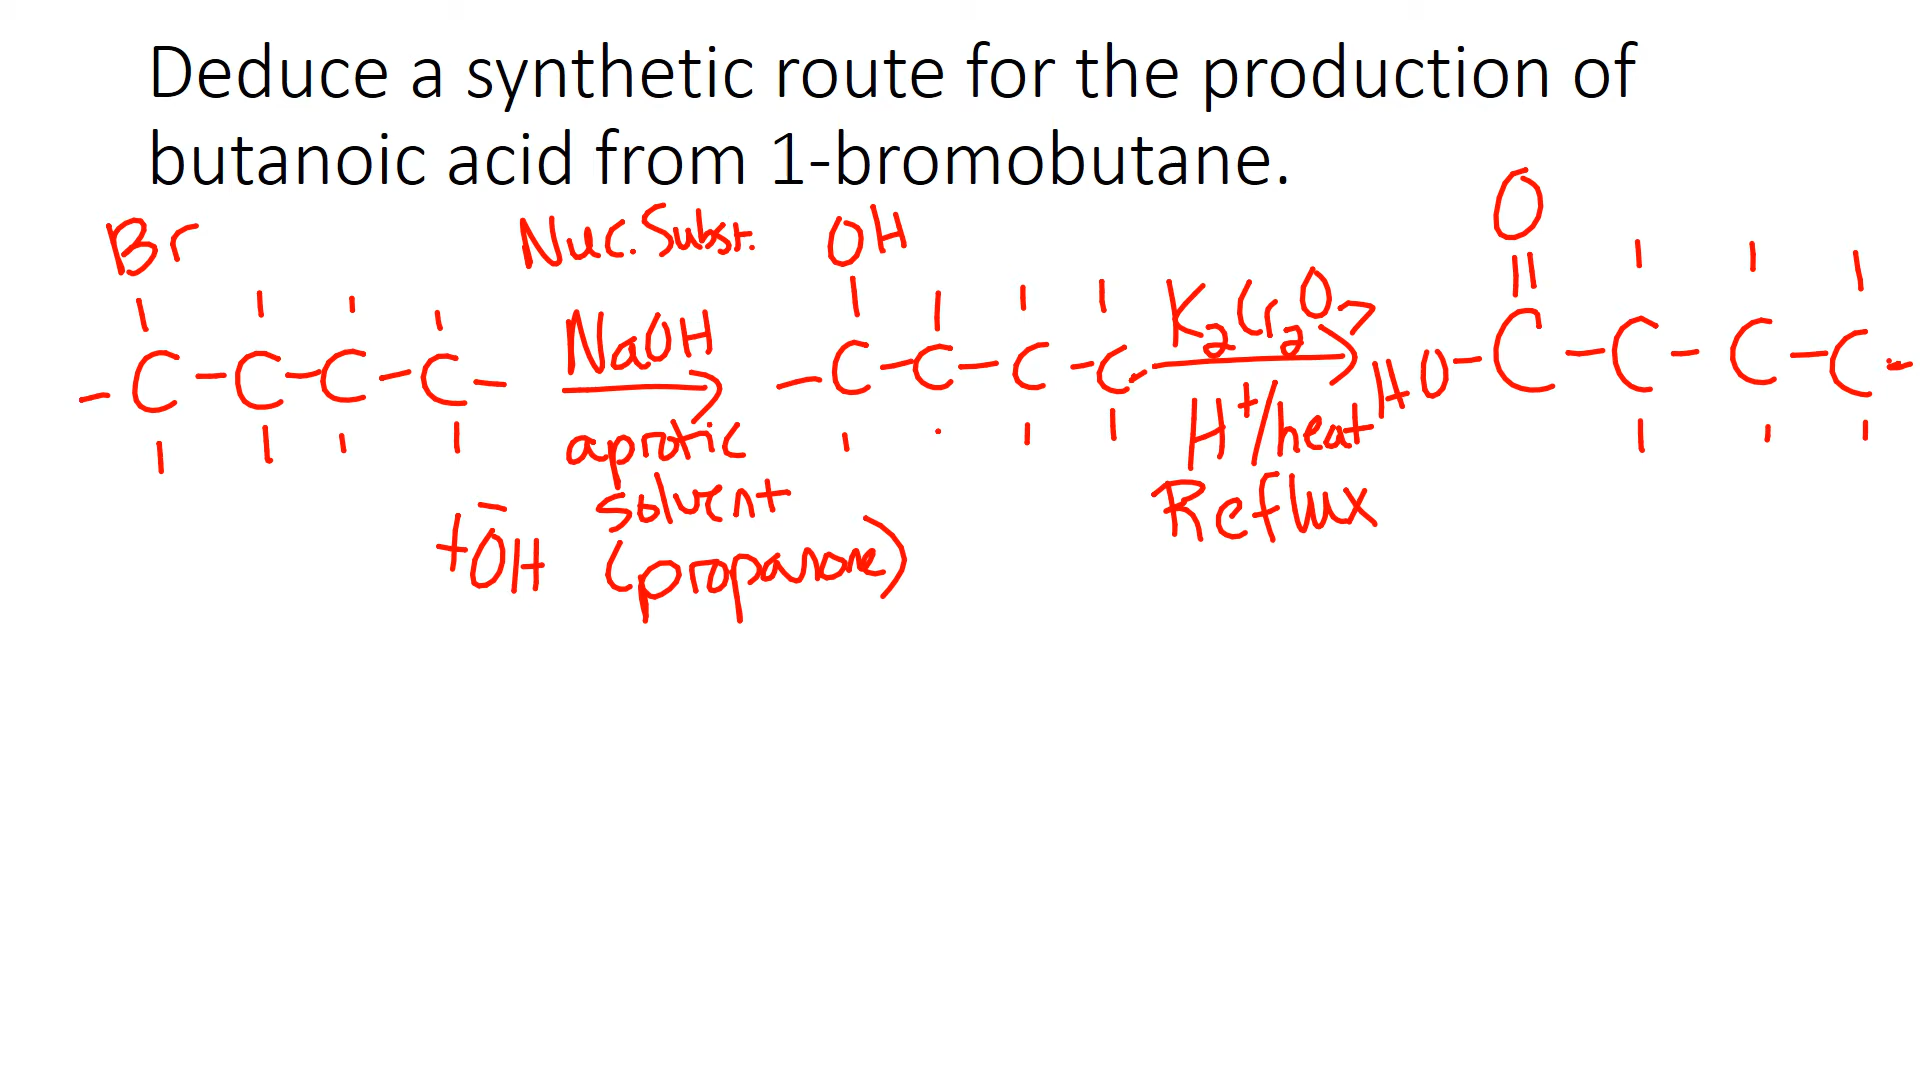 Deduce a synthetic route for the production of
butanoic acid from 1-bromobutane.
Br
C-C-C-C
+ ⁻OH
Nuc. Subst.
NaOH
aprotic
solvent
(propanone)
OH
C-C-C-C
K₂Cr₂O₇
H⁺/heat
Reflux
O
HO-C-C-C-C